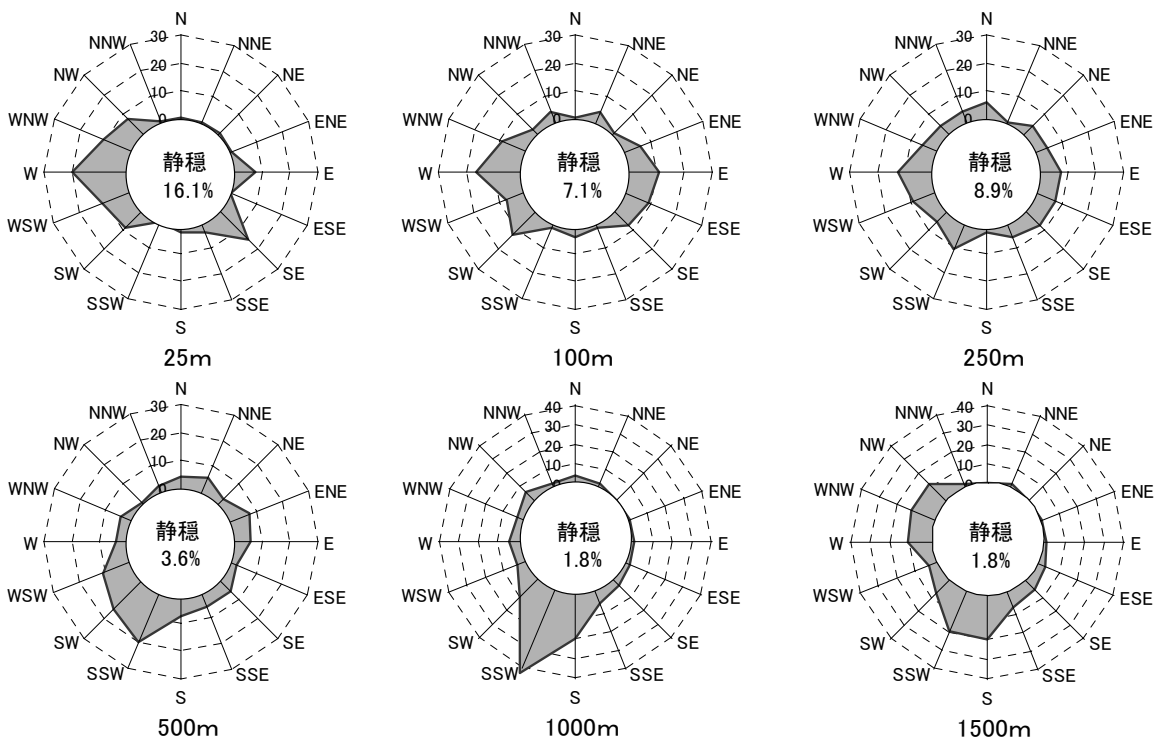 N
NNE
NE
ENE
E
ESE
SE
SSE
S
SSW
SW
WSW
W
WNW
NW
NNW
30
20
10
0
静穏
16.1%
25m
N
NNE
NE
ENE
E
ESE
SE
SSE
S
SSW
SW
WSW
W
WNW
NW
NNW
30
20
10
0
静穏
7.1%
100m
N
NNE
NE
ENE
E
ESE
SE
SSE
S
SSW
SW
WSW
W
WNW
NW
NNW
30
20
10
0
静穏
8.9%
250m
N
NNE
NE
ENE
E
ESE
SE
SSE
S
SSW
SW
WSW
W
WNW
NW
NNW
30
20
10
0
静穏
3.6%
500m
N
NNE
NE
ENE
E
ESE
SE
SSE
S
SSW
SW
WSW
W
WNW
NW
NNW
40
30
20
10
0
静穏
1.8%
1000m
N
NNE
NE
ENE
E
ESE
SE
SSE
S
SSW
SW
WSW
W
WNW
NW
NNW
40
30
20
10
0
静穏
1.8%
1500m